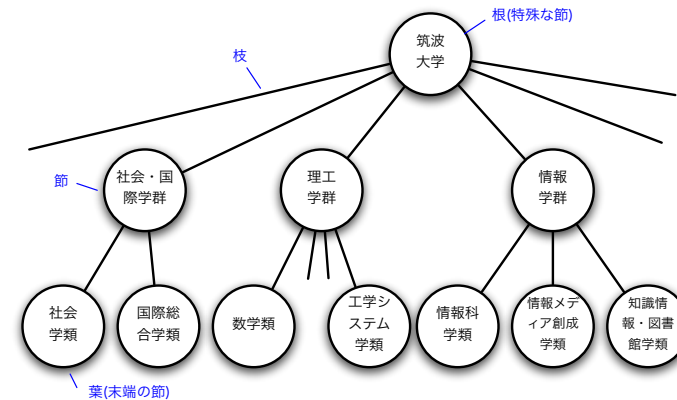 根(特殊な節)
筑波
大学
枝
節
社会・国
際学群
理工
学群
情報
学群
社会
学類
国際総
合学類
数学類
工学シ
ステム
学類
情報科
学類
情報メデ
ィア創成
学類
知識情
報・図書
館学類
葉(末端の節)